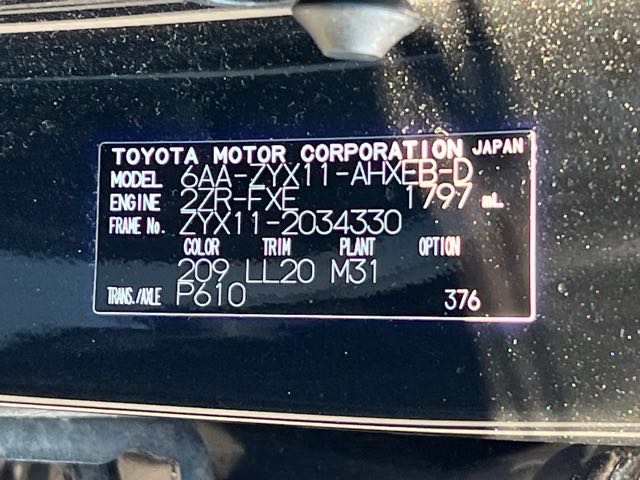 TOYOTA MOTOR CORPORATION JAPAN
MODEL 6AA-ZYX11-AHXEB-D
ENGINE 2ZR-FXE 1797 mL
FRAME No. ZYX11-2034330
COLOR TRIM PLANT OPTION
209 LL20 M31
TRANS./AXLE P610 376